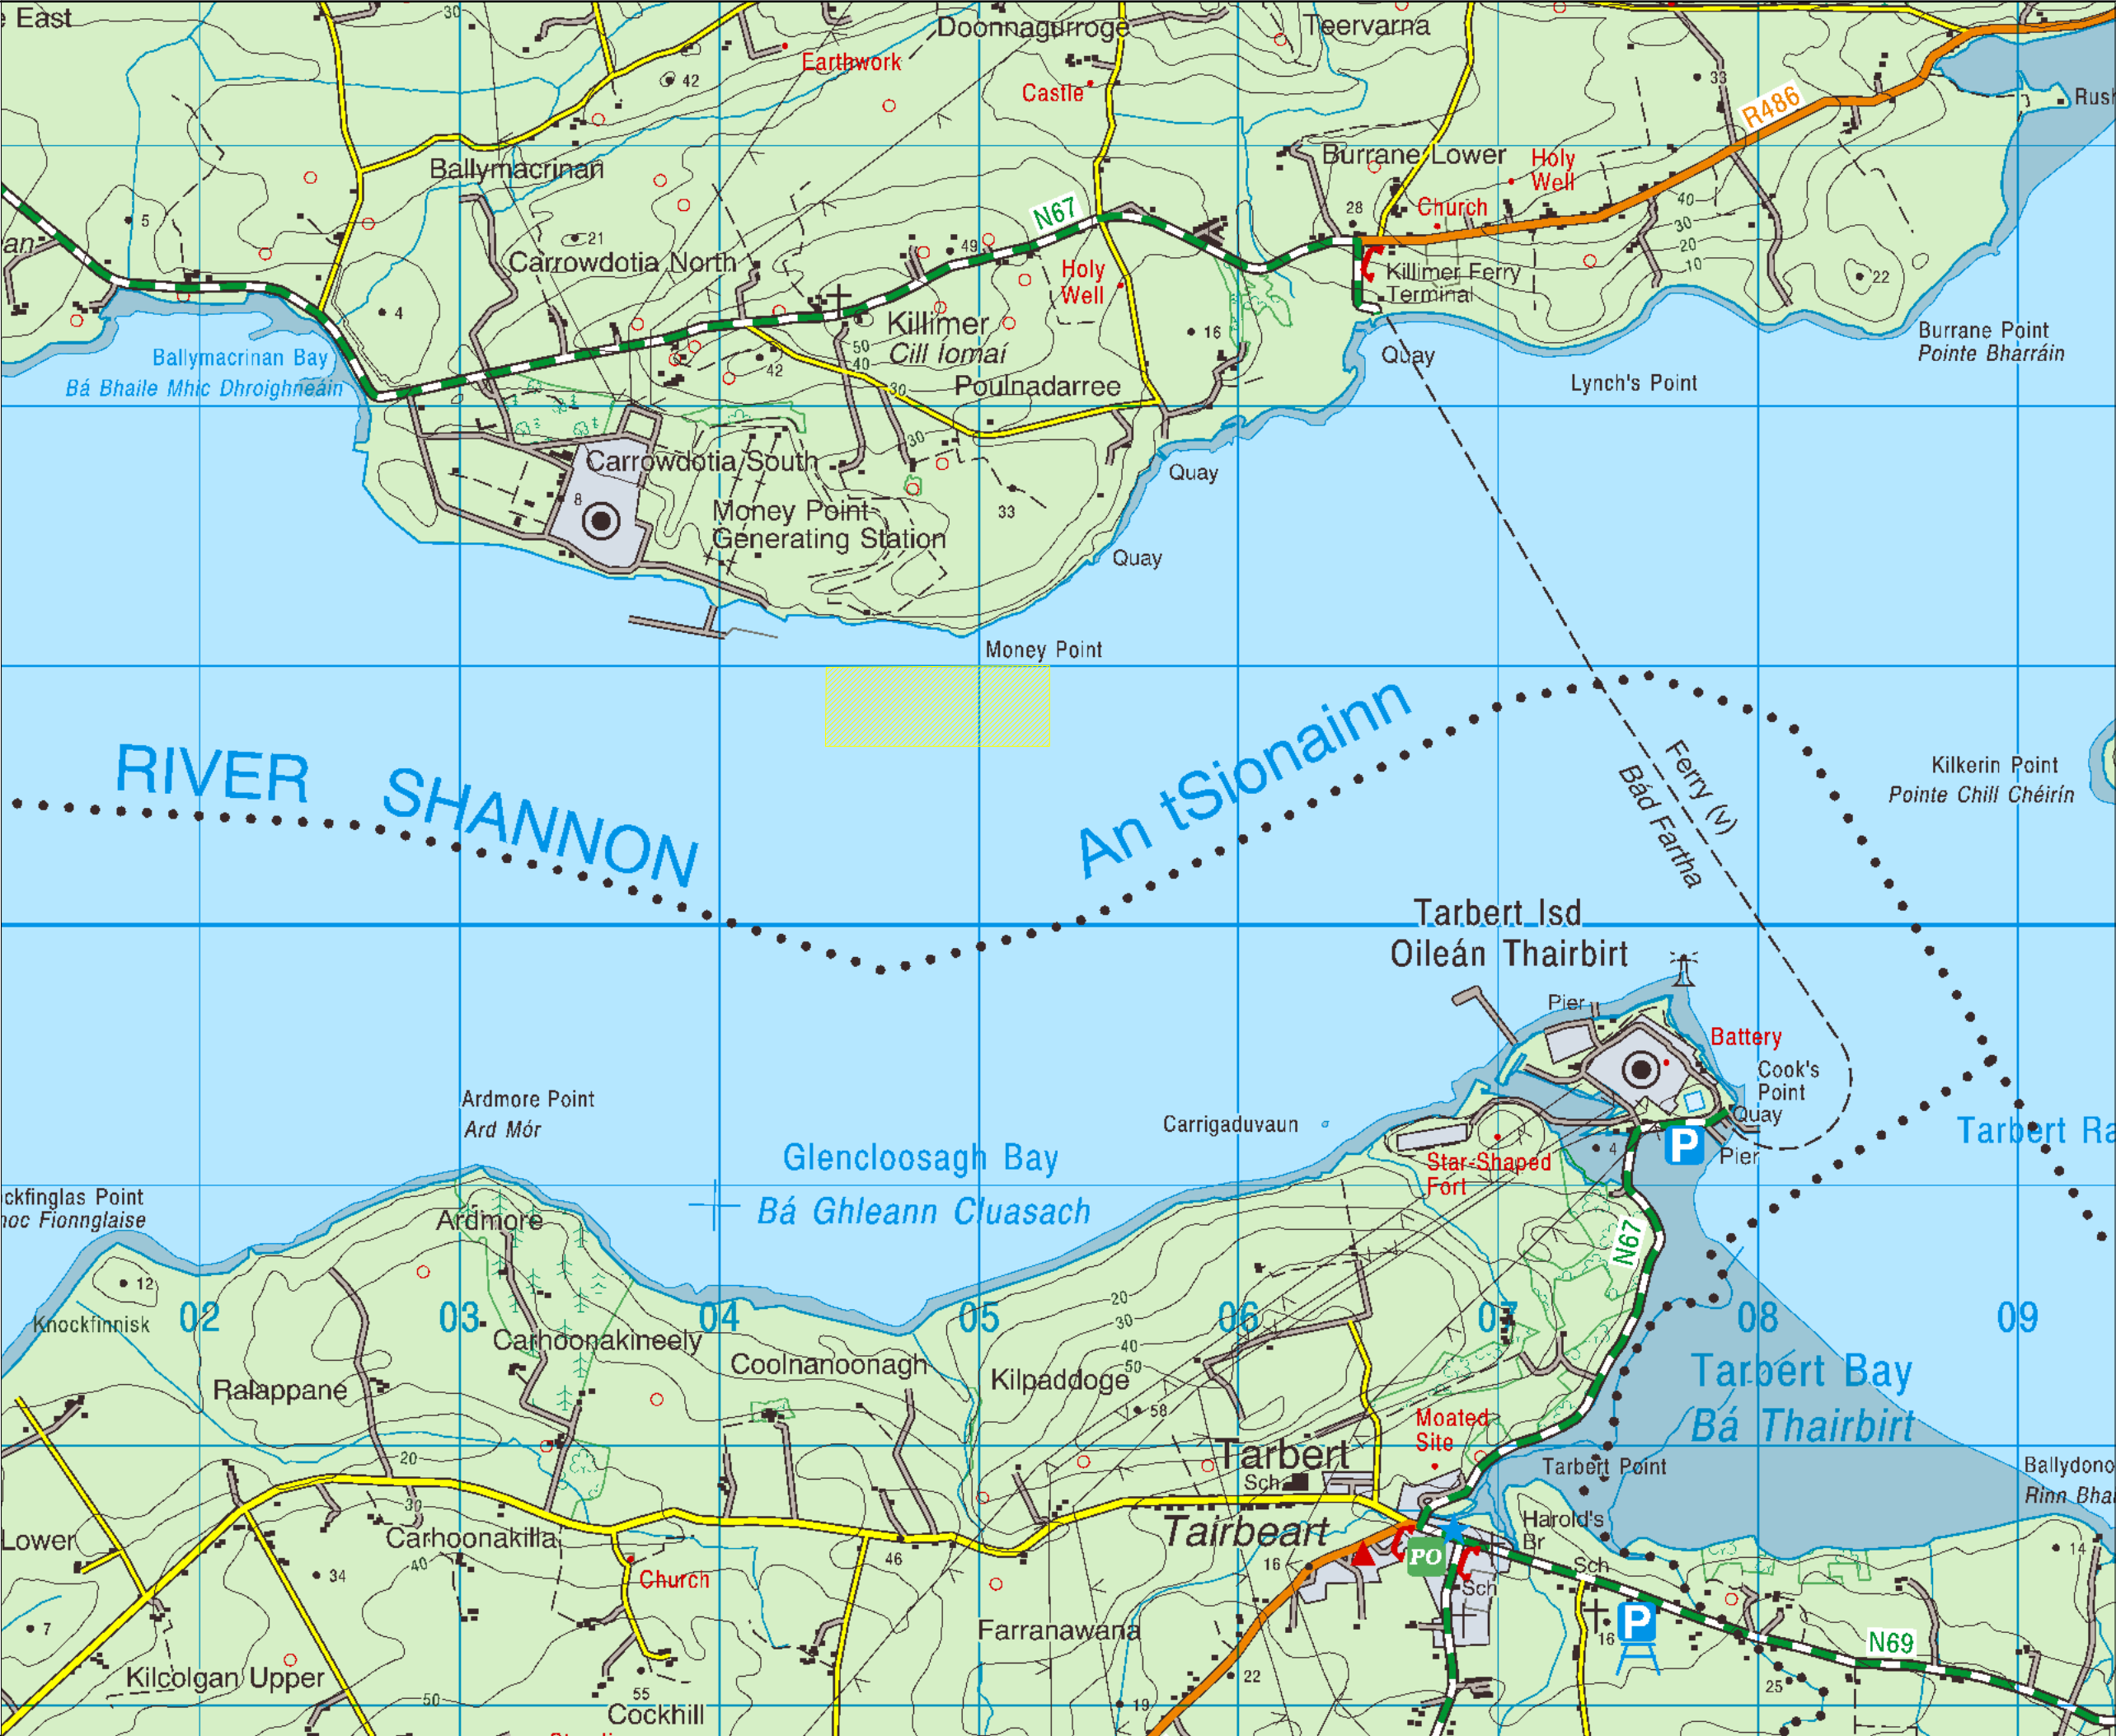 East
30
Doonnagurroge
Teervarna
Earthwork
42
Castle
33
R486
Rush
Ballymacrinan
Burrane Lower
Holy
Well
5
an
21
N67
28
Church
40
30
20
10
Carrowdotia North
49
Holy
Well
Killimer Ferry
Terminal
22
4
Killimer
Cill Íomaí
50
40
30
42
16
Quay
Burrane Point
Pointe Bharráin
Ballymacrinan Bay
Bá Bhaile Mhic Dhroighneáin
Poulnadarree
Lynch's Point
30
Carrowdotia South
Quay
8
Money Point
Generating Station
33
Quay
Money Point
RIVER SHANNON
An tSionainn
Ferry (v)
Bád Fartha
Kilkerin Point
Pointe Chill Chéirín
Tarbert Isd
Oileán Thairbirt
Pier
Battery
Cook's
Point
Quay
Ardmore Point
Ard Mór
Carrigaduvaun
Tarbert Ra
P
Pier
4
Glencloosagh Bay
Bá Ghleann Cluasach
Star-Shaped
Fort
ckfinglas Point
noc Fionnglaise
Ardmore
N67
12
Knockfinnisk
02
03
04
05
06
07
08
09
20
30
40
50
Carhoonakineely
Coolnanoonagh
Kilpaddoge
Ralappane
58
Tarbert Bay
Bá Thairbirt
Moated
Site
Tarbert
Sch
Tarbert Point
Ballydono
Rinn Bha
20
30
Tairbeart
Harold's
Br
Lower
Carhoonakilla
40
46
16
PO
Sch
Sch
14
34
Church
7
Farranawana
P
16
N69
Kilcolgan Upper
22
25
50
55
Cockhill
19